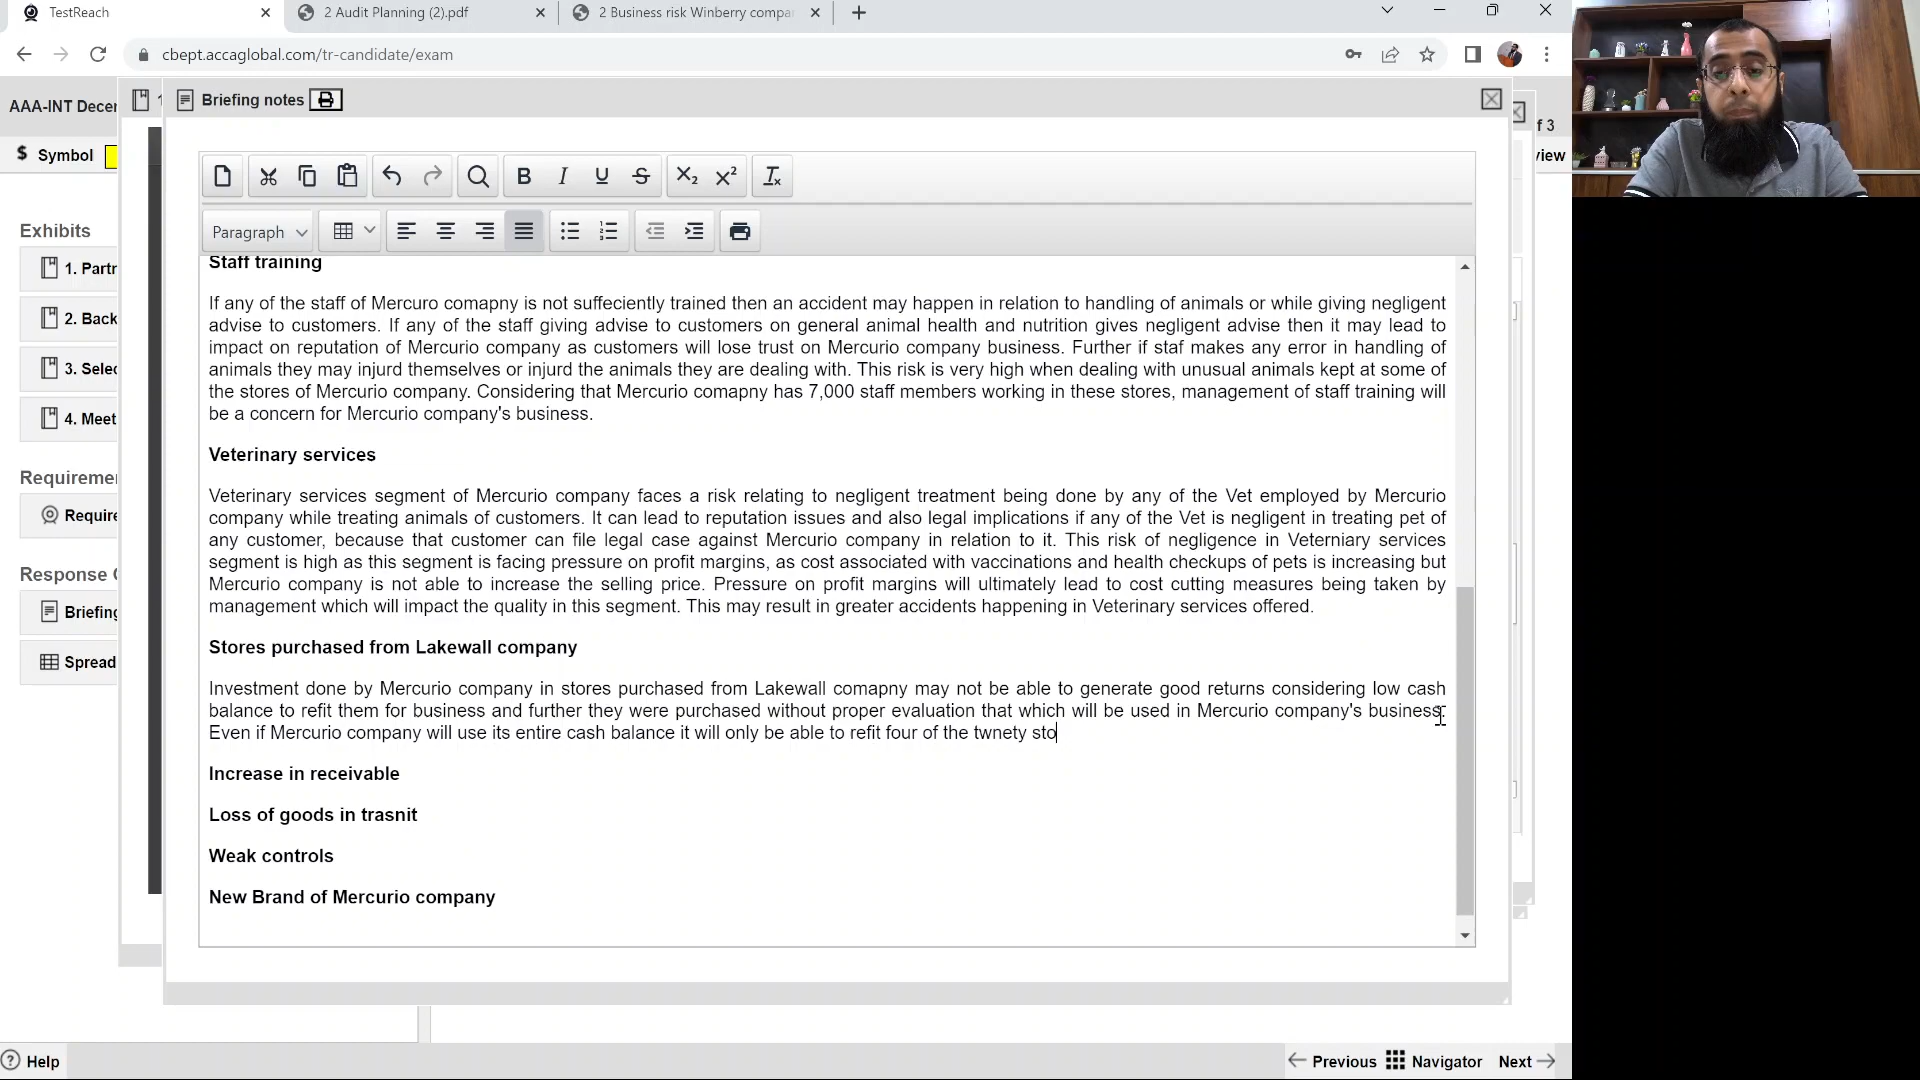 TestReach
2 Audit Planning (2).pdf
2 Business risk Winberry compar
cbept.accaglobal.com/tr-candidate/exam
AAA-INT Decer
Briefing notes
f 3
$ Symbol
view
Exhibits
1. Partr
2. Back
3. Selec
4. Meet
Requiremer
Require
Response O
Briefing
Spread
Paragraph
Staff training
If any of the staff of Mercuro comapny is not suffeciently trained then an accident may happen in relation to handling of animals or while giving negligent
advise to customers. If any of the staff giving advise to customers on general animal health and nutrition gives negligent advise then it may lead to
impact on reputation of Mercurio company as customers will lose trust on Mercurio company business. Further if staf makes any error in handling of
animals they may injurd themselves or injurd the animals they are dealing with. This risk is very high when dealing with unusual animals kept at some of
the stores of Mercurio company. Considering that Mercurio comapny has 7,000 staff members working in these stores, management of staff training will
be a concern for Mercurio company's business.
Veterinary services
Veterinary services segment of Mercurio company faces a risk relating to negligent treatment being done by any of the Vet employed by Mercurio
company while treating animals of customers. It can lead to reputation issues and also legal implications if any of the Vet is negligent in treating pet of
any customer, because that customer can file legal case against Mercurio company in relation to it. This risk of negligence in Veterniary services
segment is high as this segment is facing pressure on profit margins, as cost associated with vaccinations and health checkups of pets is increasing but
Mercurio company is not able to increase the selling price. Pressure on profit margins will ultimately lead to cost cutting measures being taken by
management which will impact the quality in this segment. This may result in greater accidents happening in Veterinary services offered.
Stores purchased from Lakewall company
Investment done by Mercurio company in stores purchased from Lakewall comapny may not be able to generate good returns considering low cash
balance to refit them for business and further they were purchased without proper evaluation that which will be used in Mercurio company's business.
Even if Mercurio company will use its entire cash balance it will only be able to refit four of the twnety sto
Increase in receivable
Loss of goods in trasnit
Weak controls
New Brand of Mercurio company
Help
Previous
Navigator
Next